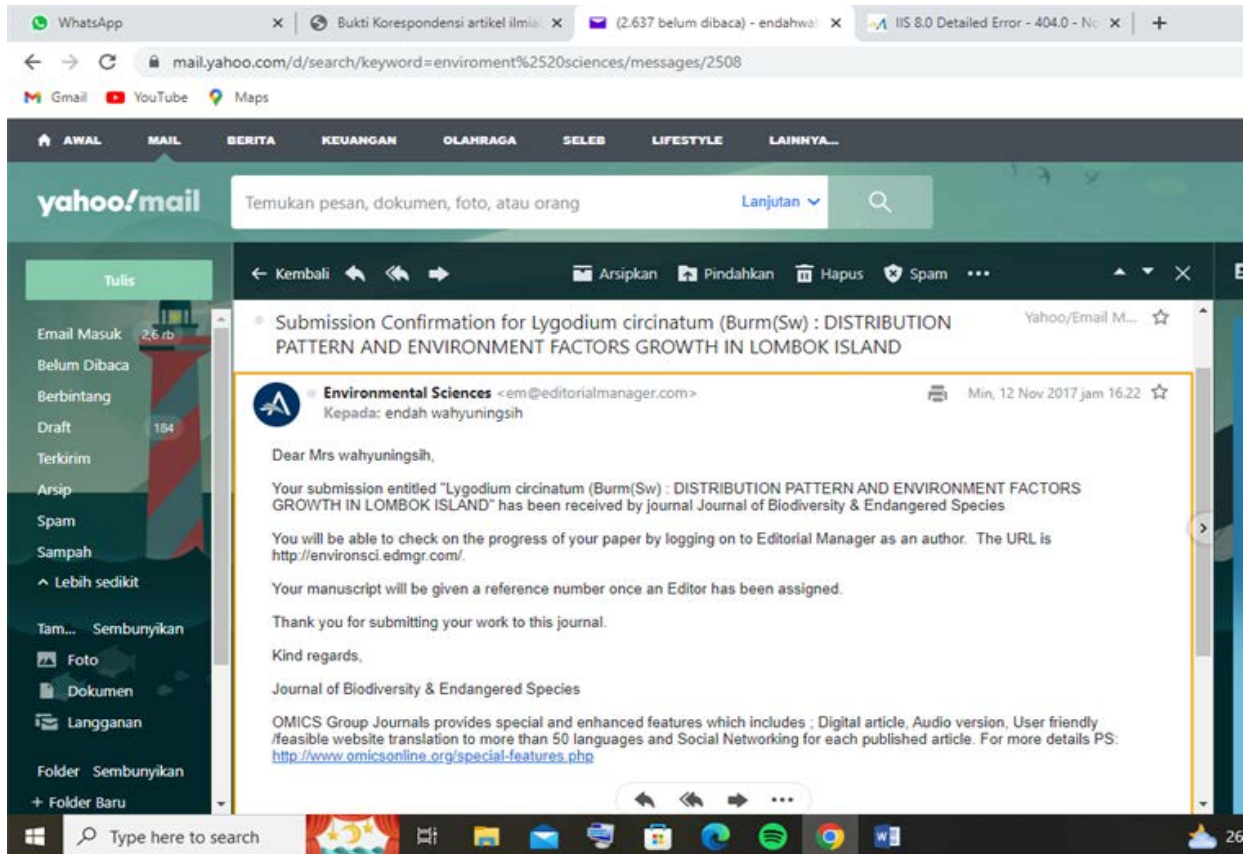 WhatsApp
Bukti Korespondensi artikel ilmia
(2.637 belum dibaca) - endahwa
IIS 8.0 Detailed Error - 404.0 - No
mail.yahoo.com/d/search/keyword=enviroment%2520sciences/messages/2508
Gmail YouTube Maps
AWAL MAIL BERITA KEUANGAN OLAHRAGA SELEB LIFESTYLE LAINNYA...
yahoo!mail
Temukan pesan, dokumen, foto, atau orang
Lanjutan
Tulis
Email Masuk 2,6 rb
Belum Dibaca
Berbintang
Draft 184
Terkirim
Arsip
Spam
Sampah
Lebih sedikit
Tam... Sembunyikan
Foto
Dokumen
Langganan
Folder Sembunyikan
+ Folder Baru
Kembali Arsipkan Pindahkan Hapus Spam ...
E
Submission Confirmation for Lygodium circinatum (Burm(Sw) : DISTRIBUTION
PATTERN AND ENVIRONMENT FACTORS GROWTH IN LOMBOK ISLAND
Yahoo/Email M...
Environmental Sciences <em@editorialmanager.com>
Min, 12 Nov 2017 jam 16.22
Kepada: endah wahyuningsih
Dear Mrs wahyuningsih,
Your submission entitled "Lygodium circinatum (Burm(Sw) : DISTRIBUTION PATTERN AND ENVIRONMENT FACTORS
GROWTH IN LOMBOK ISLAND" has been received by journal Journal of Biodiversity & Endangered Species
You will be able to check on the progress of your paper by logging on to Editorial Manager as an author. The URL is
http://environsci.edmgr.com/.
Your manuscript will be given a reference number once an Editor has been assigned.
Thank you for submitting your work to this journal.
Kind regards,
Journal of Biodiversity & Endangered Species
OMICS Group Journals provides special and enhanced features which includes ; Digital article, Audio version, User friendly
/feasible website translation to more than 50 languages and Social Networking for each published article. For more details PS:
http://www.omicsonline.org/special-features.php
Type here to search
26